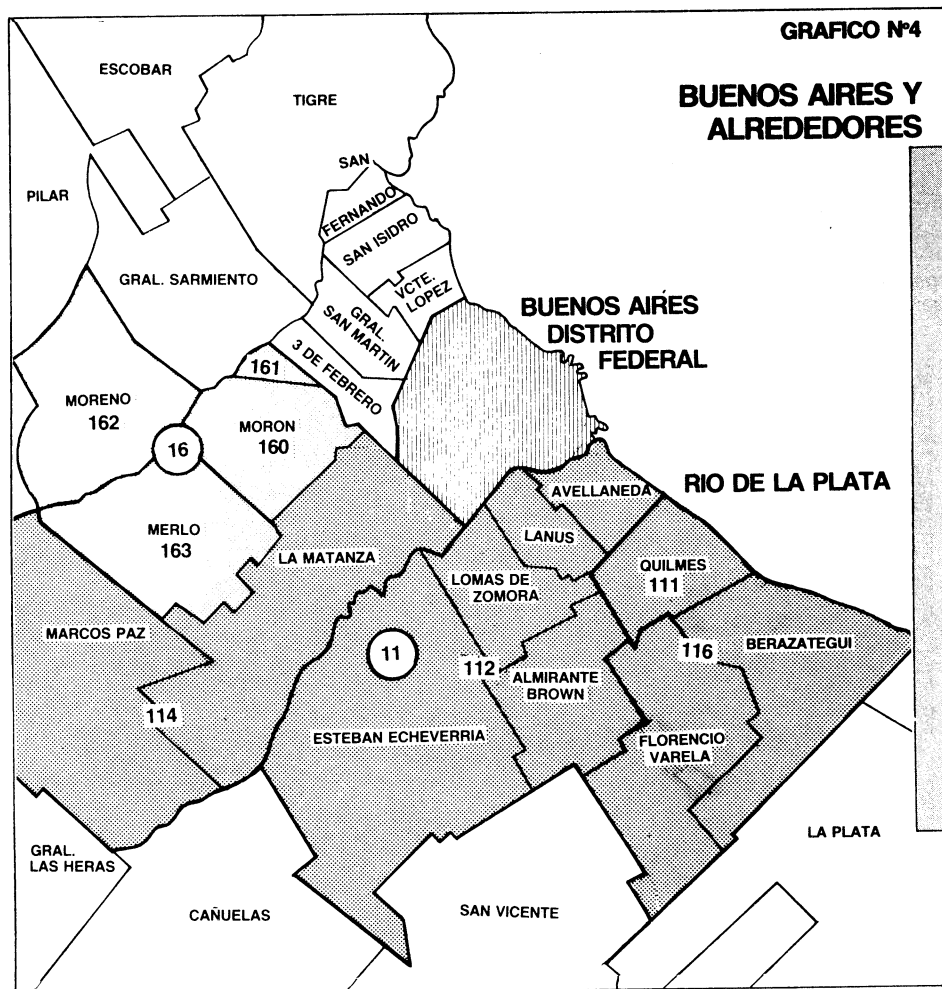 GRAFICO Nº4
BUENOS AIRES Y
ALREDEDORES
ESCOBAR
TIGRE
SAN
FERNANDO
PILAR
SAN ISIDRO
GRAL. SARMIENTO
VCTE.
LOPEZ
GRAL.
SAN MARTIN
3 DE FEBRERO
BUENOS AIRES
DISTRITO
FEDERAL
161
MORENO
162
16
MORON
160
RIO DE LA PLATA
AVELLANEDA
LANUS
MERLO
163
LA MATANZA
QUILMES
111
LOMAS DE
ZOMORA
MARCOS PAZ
11
112
116
BERAZATEGUI
ALMIRANTE
BROWN
114
ESTEBAN ECHEVERRIA
FLORENCIO
VARELA
LA PLATA
GRAL.
LAS HERAS
CAÑUELAS
SAN VICENTE